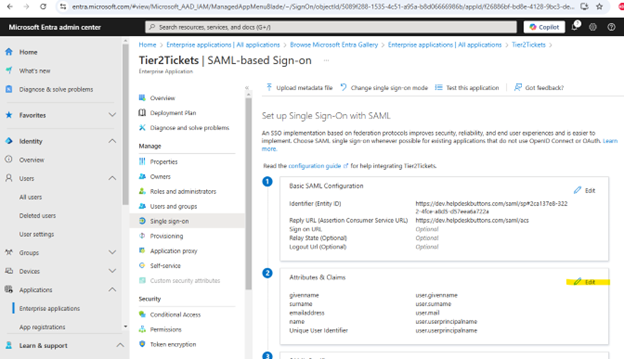 entra.microsoft.com/#view/Microsoft_AAD_IAM/ManagedAppMenuBlade/~/SignOn/objectId/5089f288-1535-4c51-a95a-b8d06666986b/appId/f26886bf-bd8e-4128-9bc3-de...
Microsoft Entra admin center
Search resources, services, and docs (G+/)
Copilot
Home
What's new
Diagnose & solve problems
Favorites
Identity
Overview
Users
All users
Deleted users
User settings
Groups
Devices
Applications
Enterprise applications
App registrations
Learn & support
Home > Enterprise applications | All applications > Browse Microsoft Entra Gallery > Enterprise applications | All applications > Tier2Tickets >
Tier2Tickets | SAML-based Sign-on ...
Enterprise Application
Overview
Deployment Plan
Diagnose and solve problems
Manage
Properties
Owners
Roles and administrators
Users and groups
Single sign-on
Provisioning
Application proxy
Self-service
Custom security attributes
Security
Conditional Access
Permissions
Token encryption
Upload metadata file
Change single sign-on mode
Test this application
Got feedback?
Set up Single Sign-On with SAML
An SSO implementation based on federation protocols improves security, reliability, and end user experiences and is easier to
implement. Choose SAML single sign-on whenever possible for existing applications that do not use OpenID Connect or OAuth. Learn
more.
Read the configuration guide for help integrating Tier2Tickets.
1
Basic SAML Configuration
Edit
Identifier (Entity ID)
https://dev.helpdeskbuttons.com/saml/sp#2ca137e8-322
2-4fce-a8d5-d57eea6a722a
Reply URL (Assertion Consumer Service URL)
https://dev.helpdeskbuttons.com/saml/acs
Sign on URL
Optional
Relay State (Optional)
Optional
Logout Url (Optional)
Optional
2
Attributes & Claims
Edit
givenname
user.givenname
surname
user.surname
emailaddress
user.mail
name
user.userprincipalname
Unique User Identifier
user.userprincipalname
3